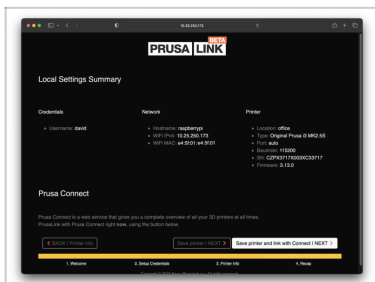 10.25.250.173
PRUSA LINK BETA
Local Settings Summary
Credentials
Username: david
Network
Hostname: raspberrypi
WiFi IPv4: 10.25.250.173
WiFi MAC: e4:5f:01:e4:5f:01
Printer
Location: office
Type: Original Prusa i3 MK2.5S
Port: auto
Baudrate: 115200
SN: CZPX3717X003XC33717
Firmware: 3.13.0
Prusa Connect
Prusa Connect is a web service that gives you a complete overview of all your 3D printers at all times.
PrusaLink with Prusa Connect right now, using the button below.
< BACK | Printer info
Save printer | NEXT >
Save printer and link with Connect | NEXT >
1. Welcome
2. Setup Credentials
3. Printer Info
4. Recap